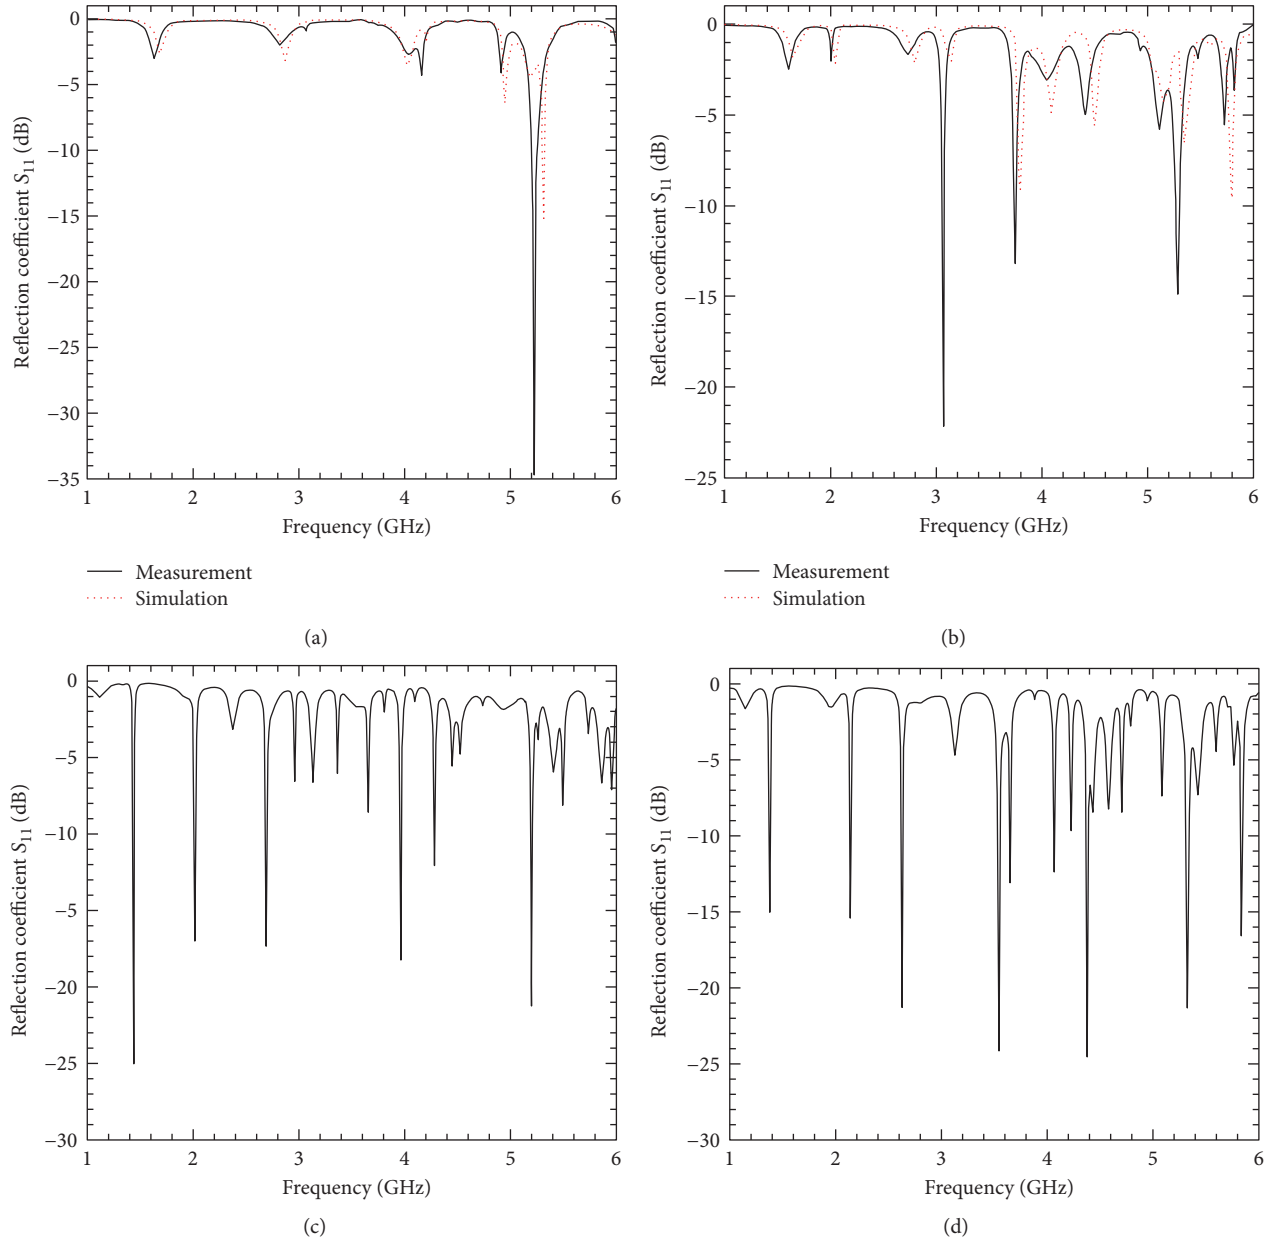 Reflection coefficient S11 (dB)
0
−5
−10
−15
−20
−25
−30
−35
1 2 3 4 5 6
Frequency (GHz)
Measurement
Simulation
(a)
Reflection coefficient S11 (dB)
0
−5
−10
−15
−20
−25
1 2 3 4 5 6
Frequency (GHz)
Measurement
Simulation
(b)
Reflection coefficient S11 (dB)
0
−5
−10
−5
−20
−25
−30
1 2 3 4 5 6
Frequency (GHz)
(c)
Reflection coefficient S11 (dB)
0
−5
−10
−15
−20
−25
−30
1 2 3 4 5 6
Frequency (GHz)
(d)